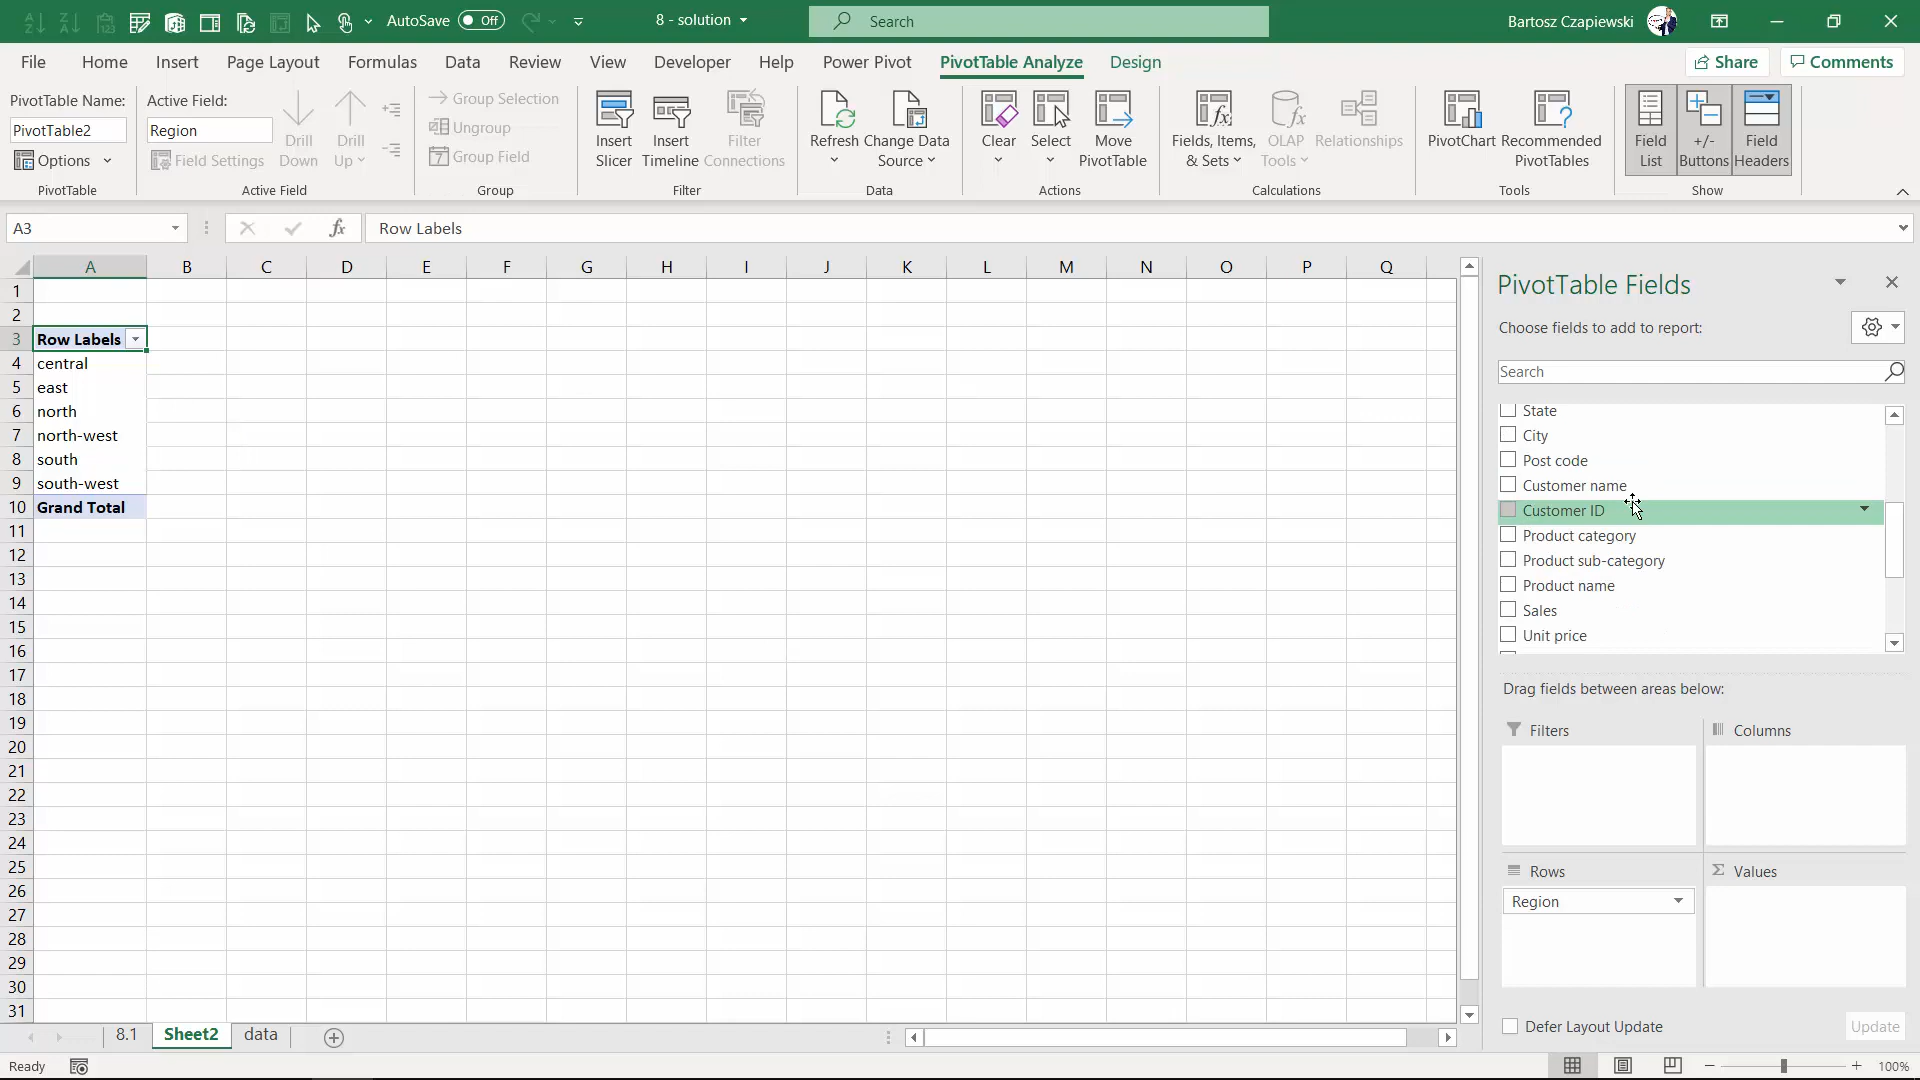 AutoSave Off
8 - solution
Search
Bartosz Czapiewski
File Home Insert Page Layout Formulas Data Review View Developer Help Power Pivot PivotTable Analyze Design Share Comments
PivotTable Name:
PivotTable2
Options
PivotTable
Active Field:
Region
Field Settings
Drill Down
Drill Up
Active Field
Group Selection
Ungroup
Group Field
Group
Insert Slicer
Insert Timeline
Filter Connections
Filter
Refresh
Change Data Source
Data
Clear
Select
Move PivotTable
Actions
Fields, Items, & Sets
OLAP Tools
Relationships
Calculations
PivotChart
Recommended PivotTables
Tools
Field List
+/- Buttons
Field Headers
Show
A3
fx
Row Labels
A B C D E F G H I J K L M N O P Q
1
2
3 Row Labels
4 central
5 east
6 north
7 north-west
8 south
9 south-west
10 Grand Total
11
12
13
14
15
16
17
18
19
20
21
22
23
24
25
26
27
28
29
30
31
PivotTable Fields
Choose fields to add to report:
Search
State
City
Post code
Customer name
Customer ID
Product category
Product sub-category
Product name
Sales
Unit price
Drag fields between areas below:
Filters
Columns
Rows
Σ Values
Region
Defer Layout Update
Update
8.1 Sheet2 data
Ready
100%